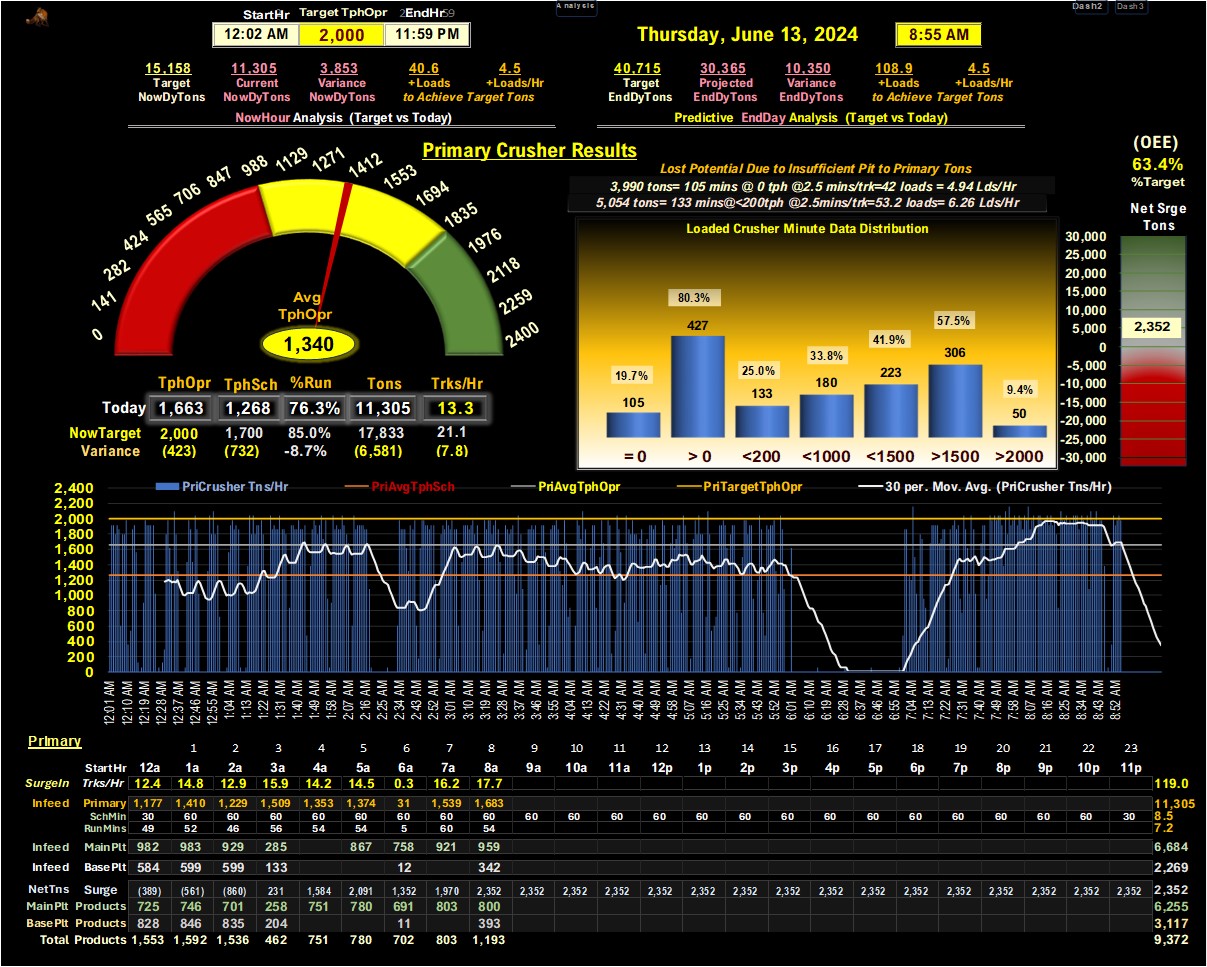 Analysis
Dash2 Dash3
StartHr Target TphOpr EndHr
12:02 AM 2,000 11:59 PM
Thursday, June 13, 2024 8:55 AM
15,158 11,305 3,853 40.6 4.5
Target Current Variance +Loads +Loads/Hr
NowDyTons NowDyTons NowDyTons to Achieve Target Tons
NowHour Analysis (Target vs Today)
40,715 30,365 10,350 108.9 4.5
Target Projected Variance +Loads +Loads/Hr
EndDyTons EndDyTons EndDyTons to Achieve Target Tons
Predictive EndDay Analysis (Target vs Today)
Primary Crusher Results
0 141 282 424 565 706 847 988 1129 1271 1412 1553 1694 1835 1976 2118 2259 2400
Avg
TphOpr
1,340
TphOpr TphSch %Run Tons Trks/Hr
Today 1,663 1,268 76.3% 11,305 13.3
NowTarget 2,000 1,700 85.0% 17,833 21.1
Variance (423) (732) -8.7% (6,581) (7.8)
Lost Potential Due to Insufficient Pit to Primary Tons
3,990 tons= 105 mins @ 0 tph @2.5 mins/trk=42 loads = 4.94 Lds/Hr
5,054 tons= 133 mins@<200tph @2.5mins/trk=53.2 loads= 6.26 Lds/Hr
Loaded Crusher Minute Data Distribution
19.7% 80.3% 25.0% 33.8% 41.9% 57.5% 9.4%
105 427 133 180 223 306 50
= 0 > 0 <200 <1000 <1500 >1500 >2000
(OEE)
63.4%
%Target
Net Srge
Tons
30,000
25,000
20,000
15,000
10,000
5,000
0
-5,000
-10,000
-15,000
-20,000
-25,000
-30,000
2,352
PriCrusher Tns/Hr PriAvgTphSch PriAvgTphOpr PriTargetTphOpr 30 per. Mov. Avg. (PriCrusher Tns/Hr)
2,400
2,200
2,000
1,800
1,600
1,400
1,200
1,000
800
600
400
200
0
12:01 AM 12:10 AM 12:19 AM 12:28 AM 12:37 AM 12:46 AM 12:55 AM 1:04 AM 1:13 AM 1:22 AM 1:31 AM 1:40 AM 1:49 AM 1:58 AM 2:07 AM 2:16 AM 2:25 AM 2:34 AM 2:43 AM 2:52 AM 3:01 AM 3:10 AM 3:19 AM 3:28 AM 3:37 AM 3:46 AM 3:55 AM 4:04 AM 4:13 AM 4:22 AM 4:31 AM 4:40 AM 4:49 AM 4:58 AM 5:07 AM 5:16 AM 5:25 AM 5:34 AM 5:43 AM 5:52 AM 6:01 AM 6:10 AM 6:19 AM 6:28 AM 6:37 AM 6:46 AM 6:55 AM 7:04 AM 7:13 AM 7:22 AM 7:31 AM 7:40 AM 7:49 AM 7:58 AM 8:07 AM 8:16 AM 8:25 AM 8:34 AM 8:43 AM 8:52 AM
Primary
1 2 3 4 5 6 7 8 9 10 11 12 13 14 15 16 17 18 19 20 21 22 23
StartHr 12a 1a 2a 3a 4a 5a 6a 7a 8a 9a 10a 11a 12p 1p 2p 3p 4p 5p 6p 7p 8p 9p 10p 11p
SurgeIn Trks/Hr 12.4 14.8 12.9 15.9 14.2 14.5 0.3 16.2 17.7 119.0
Infeed Primary 1,177 1,410 1,229 1,509 1,353 1,374 31 1,539 1,683 11,305
SchMin 30 60 60 60 60 60 60 60 60 60 60 60 60 60 60 60 60 60 60 60 60 60 60 30 8.5
RunMins 49 52 46 56 54 54 5 60 54 7.2
Infeed MainPlt 982 983 929 285 867 758 921 959 6,684
Infeed BasePlt 584 599 599 133 12 342 2,269
NetTns Surge (389) (561) (860) 231 1,584 2,091 1,352 1,970 2,352 2,352 2,352 2,352 2,352 2,352 2,352 2,352 2,352 2,352 2,352 2,352 2,352 2,352 2,352 2,352 2,352
MainPlt Products 725 746 701 258 751 780 691 803 800 6,255
BasePlt Products 828 846 835 204 11 393 3,117
Total Products 1,553 1,592 1,536 462 751 780 702 803 1,193 9,372